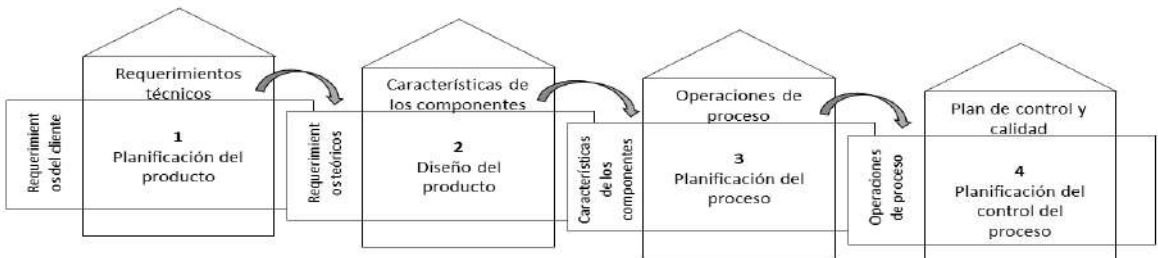 Requerimientos
técnicos
Requerimient
os del cliente
1
Planificación del
producto
Características de
los componentes
Requerimient
os teóricos
2
Diseño del
producto
Operaciones de
proceso
Características
de los
componentes
3
Planificación del
proceso
Plan de control y
calidad
Operaciones
de proceso
4
Planificación del
control del
proceso